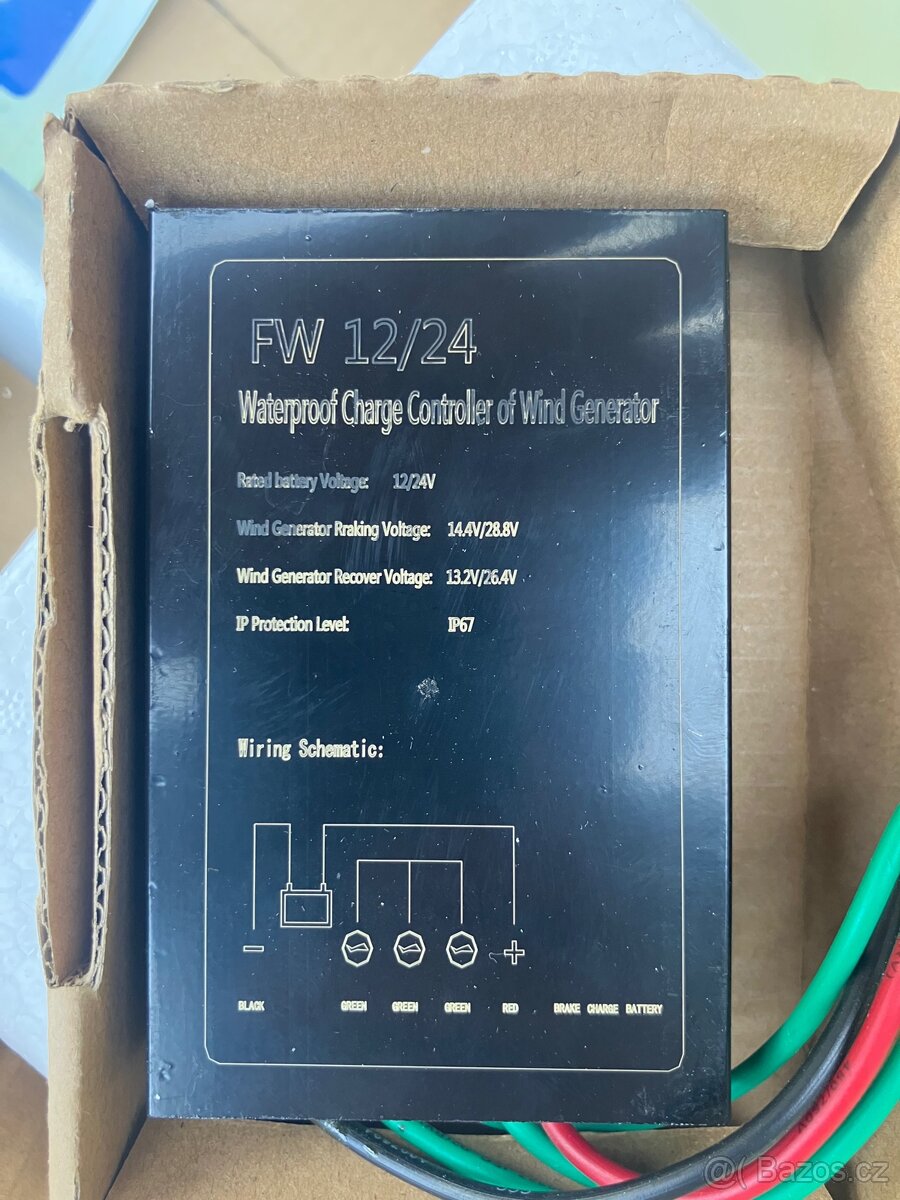 FW 12/24
Waterproof Charge Controller of Wind Generator
Rated battery Voltage: 12/24V
Wind Generator Rraking Voltage: 14.4V/28.8V
Wind Generator Recover Voltage: 13.2V/26.4V
IP Protection Level: IP67
Wiring Schematic:
- +
BLACK GREEN GREEN GREEN RED BRAKE CHARGE BATTERY
@( Bazos.cz